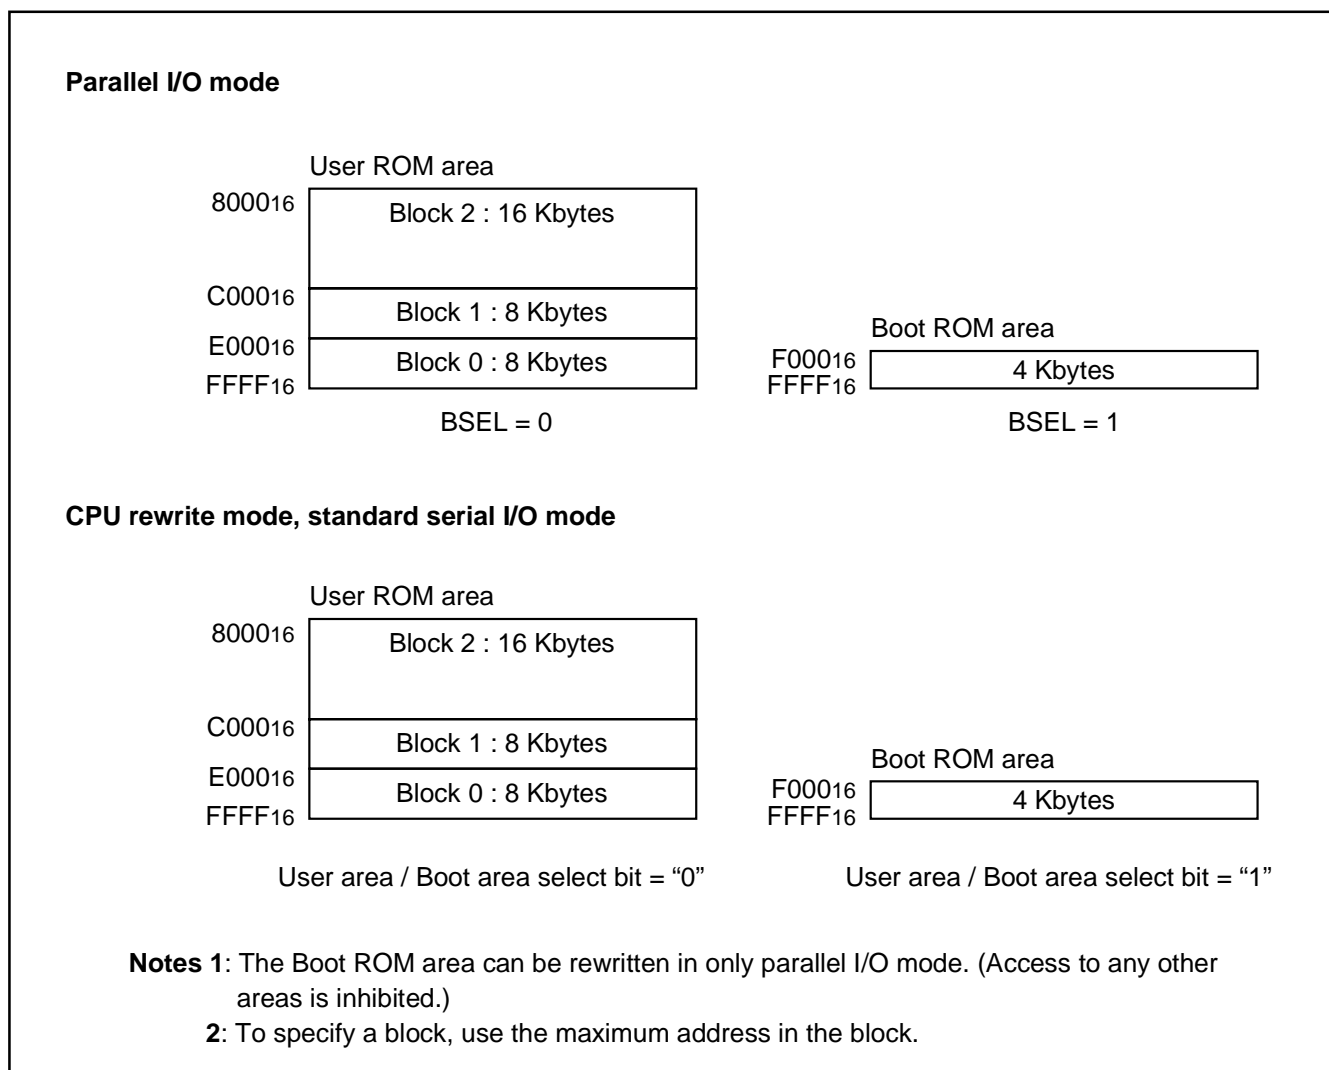 Parallel I/O mode
User ROM area
800016
Block 2 : 16 Kbytes
C00016
Block 1 : 8 Kbytes
E00016
Block 0 : 8 Kbytes
FFFF16
BSEL = 0
Boot ROM area
F00016
4 Kbytes
FFFF16
BSEL = 1
CPU rewrite mode, standard serial I/O mode
User ROM area
800016
Block 2 : 16 Kbytes
C00016
Block 1 : 8 Kbytes
E00016
Block 0 : 8 Kbytes
FFFF16
User area / Boot area select bit = “0”
Boot ROM area
F00016
4 Kbytes
FFFF16
User area / Boot area select bit = “1”
Notes 1: The Boot ROM area can be rewritten in only parallel I/O mode. (Access to any other
areas is inhibited.)
2: To specify a block, use the maximum address in the block.